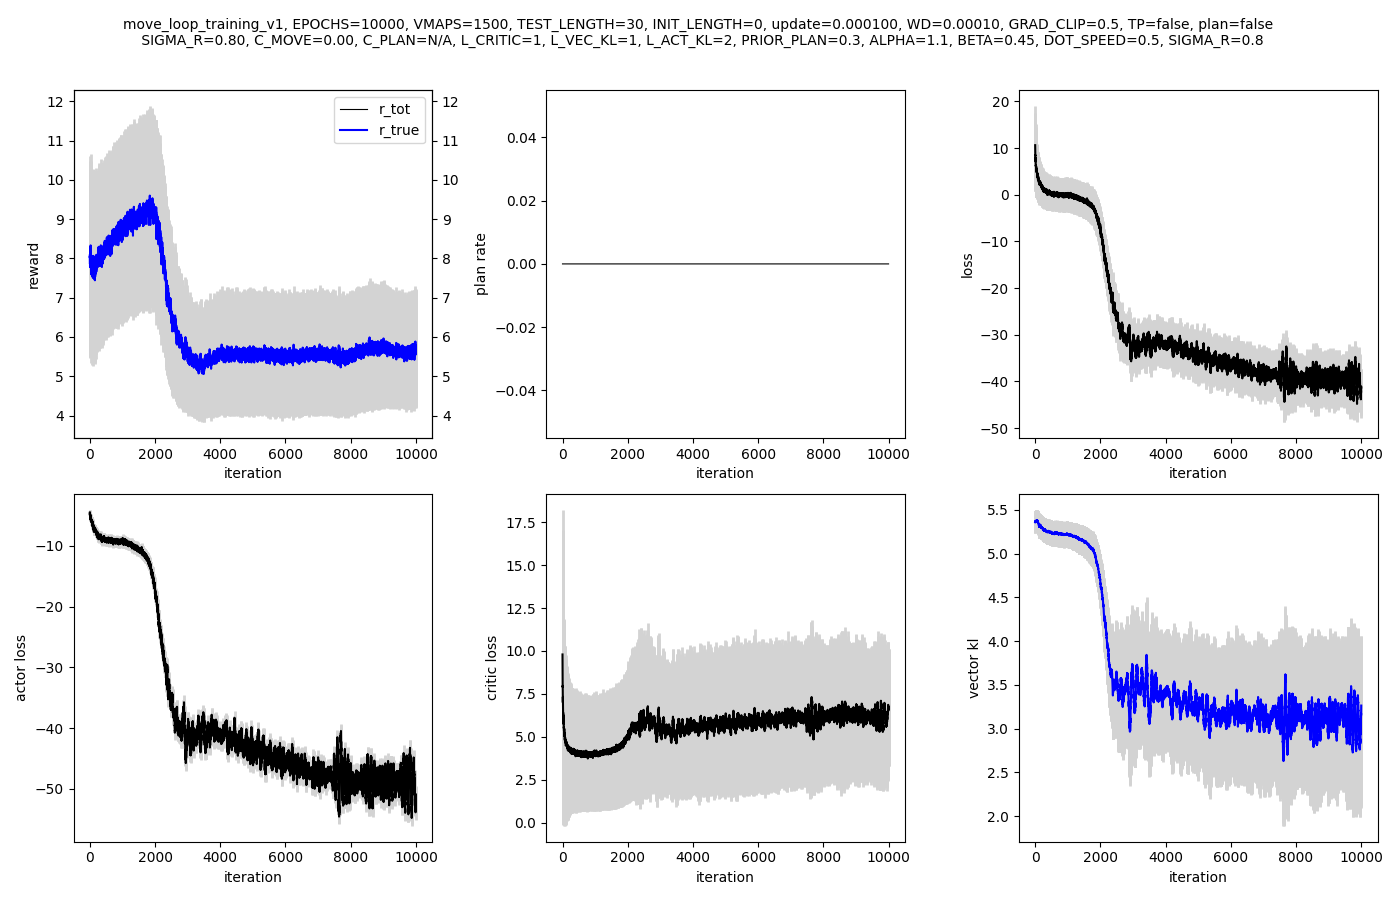 move_loop_training_v1, EPOCHS=10000, VMAPS=1500, TEST_LENGTH=30, INIT_LENGTH=0, update=0.000100, WD=0.00010, GRAD_CLIP=0.5, TP=false, plan=false
SIGMA_R=0.80, C_MOVE=0.00, C_PLAN=N/A, L_CRITIC=1, L_VEC_KL=1, L_ACT_KL=2, PRIOR_PLAN=0.3, ALPHA=1.1, BETA=0.45, DOT_SPEED=0.5, SIGMA_R=0.8
reward
12
11
10
9
8
7
6
5
4
r_tot
r_true
12
11
10
9
8
7
6
5
4
0 2000 4000 6000 8000 10000
iteration
plan rate
0.04
0.02
0.00
−0.02
−0.04
0 2000 4000 6000 8000 10000
iteration
loss
20
10
0
−10
−20
−30
−40
−50
0 2000 4000 6000 8000 10000
iteration
actor loss
−10
−20
−30
−40
−50
0 2000 4000 6000 8000 10000
iteration
critic loss
17.5
15.0
12.5
10.0
7.5
5.0
2.5
0.0
0 2000 4000 6000 8000 10000
iteration
vector kl
5.5
5.0
4.5
4.0
3.5
3.0
2.5
2.0
0 2000 4000 6000 8000 10000
iteration